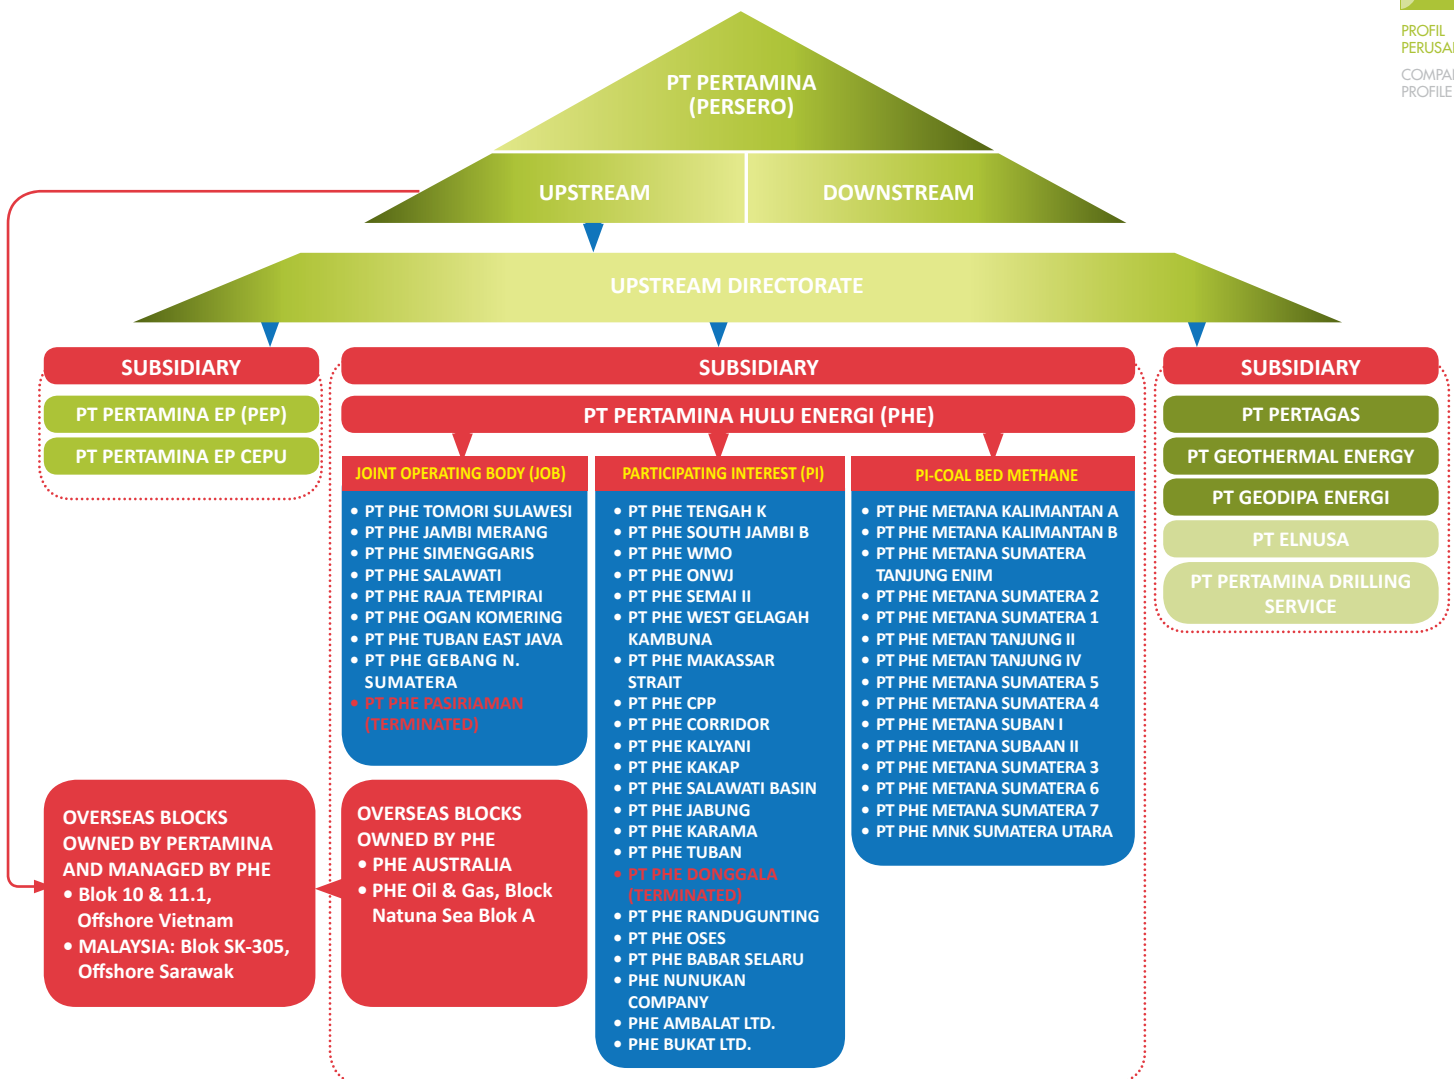 PROFIL
COMPANY
PROFILE
PT PERTAMINA
(PERSERO)
UPSTREAM
DOWNSTREAM
UPSTREAM DIRECTORATE
SUBSIDIARY
PT PERTAMINA EP (PEP)
PT PERTAMINA EP CEPU
SUBSIDIARY
PT PERTAMINA HULU ENERGI (PHE)
JOINT OPERATING BODY (JOB)
• PT PHE TOMORI SULAWESI
• PT PHE JAMBI MERANG
• PT PHE SIMENGGARIS
• PT PHE SALAWATI
• PT PHE RAJA TEMPIRAI
• PT PHE OGAN KOMERING
• PT PHE TUBAN EAST JAVA
• PT PHE GEBANG N.
SUMATERA
• PT PHE PASIRIAMAN
(TERMINATED)
PARTICIPATING INTEREST (PI)
• PT PHE TENGAH K
• PT PHE SOUTH JAMBI B
• PT PHE WMO
• PT PHE ONWJ
• PT PHE SEMAI II
• PT PHE WEST GELAGAH
KAMBUNA
• PT PHE MAKASSAR
STRAIT
• PT PHE CPP
• PT PHE CORRIDOR
• PT PHE KALYANI
• PT PHE KAKAP
• PT PHE SALAWATI BASIN
• PT PHE JABUNG
• PT PHE KARAMA
• PT PHE TUBAN
• PT PHE DONGGALA
(TERMINATED)
• PT PHE RANDUGUNTING
• PT PHE OSES
• PT PHE BABAR SELARU
• PHE NUNUKAN
COMPANY
• PHE AMBALAT LTD.
• PHE BUKAT LTD.
PI-COAL BED METHANE
• PT PHE METANA KALIMANTAN A
• PT PHE METANA KALIMANTAN B
• PT PHE METANA SUMATERA
TANJUNG ENIM
• PT PHE METANA SUMATERA 2
• PT PHE METANA SUMATERA 1
• PT PHE METAN TANJUNG II
• PT PHE METAN TANJUNG IV
• PT PHE METANA SUMATERA 5
• PT PHE METANA SUMATERA 4
• PT PHE METANA SUBAN I
• PT PHE METANA SUBAAN II
• PT PHE METANA SUMATERA 3
• PT PHE METANA SUMATERA 6
• PT PHE METANA SUMATERA 7
• PT PHE MNK SUMATERA UTARA
SUBSIDIARY
PT PERTAGAS
PT GEOTHERMAL ENERGY
PT GEODIPA ENERGI
PT ELNUSA
PT PERTAMINA DRILLING
SERVICE
OVERSEAS BLOCKS
OWNED BY PERTAMINA
AND MANAGED BY PHE
• Blok 10 & 11.1,
Offshore Vietnam
• MALAYSIA: Blok SK-305,
Offshore Sarawak
OVERSEAS BLOCKS
OWNED BY PHE
• PHE AUSTRALIA
• PHE Oil & Gas, Block
Natuna Sea Blok A